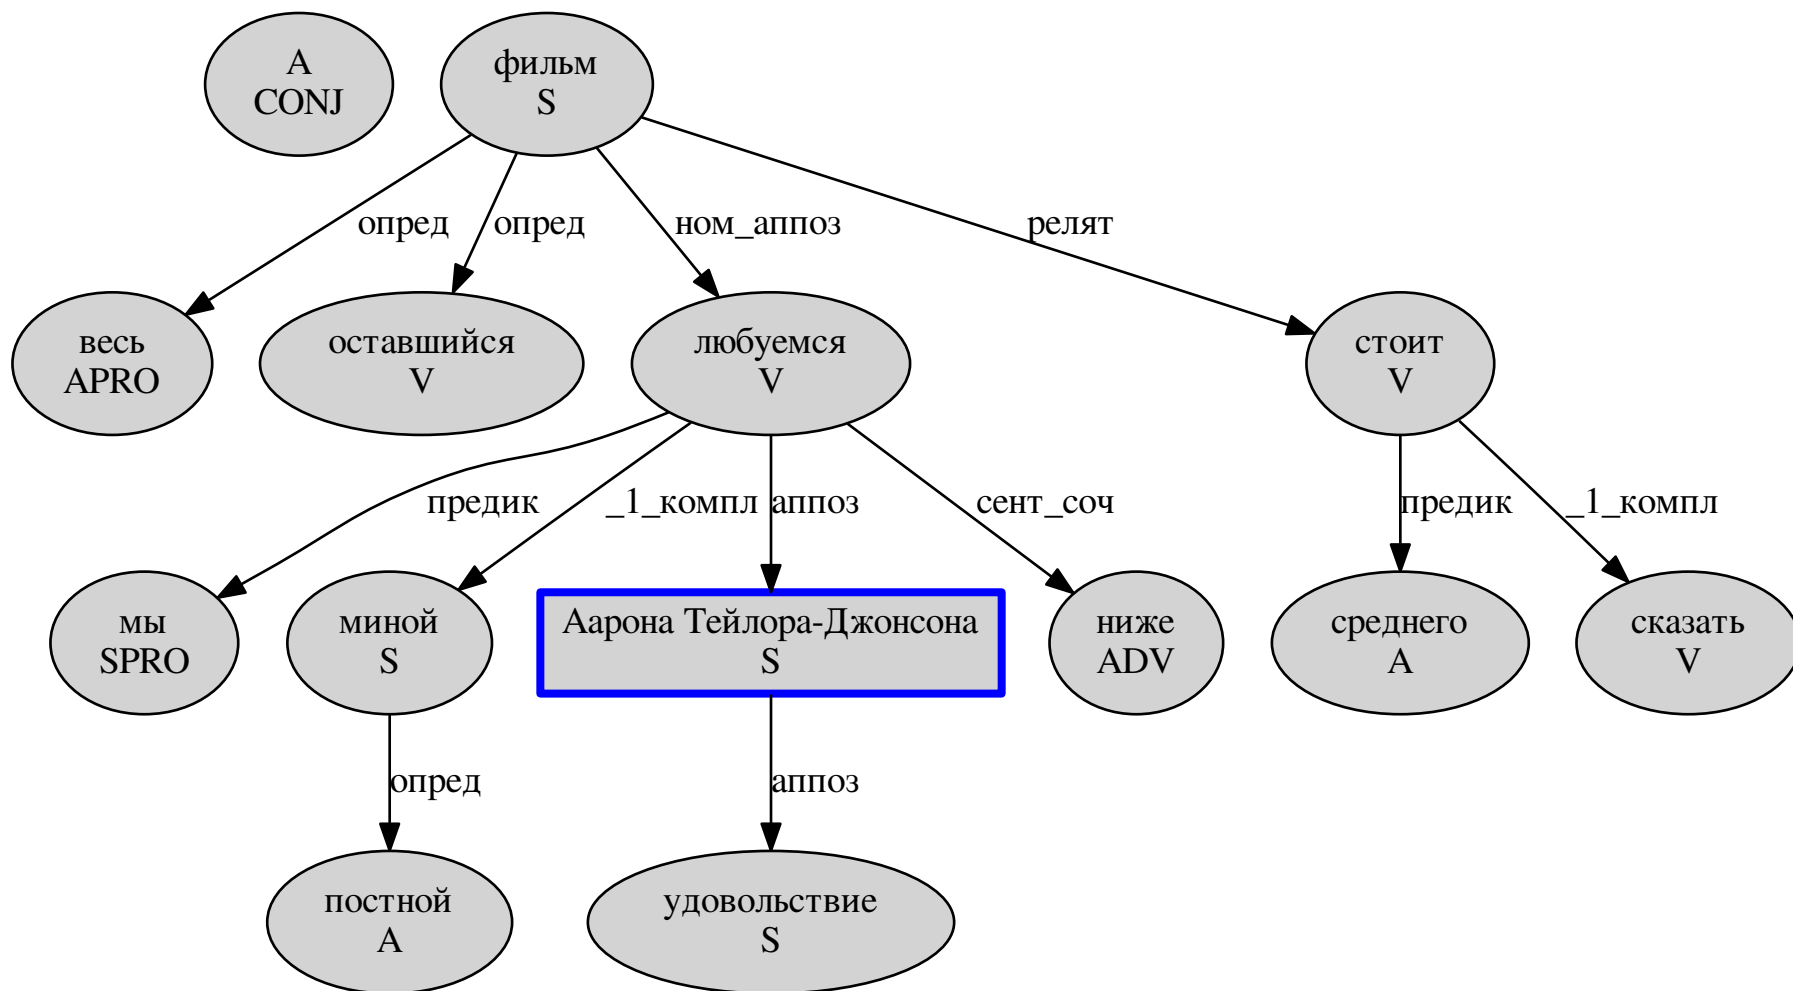 А
CONJ
фильм
S
опред
опред
ном_аппоз
релят
весь
APRO
оставшийся
V
любуемся
V
стоит
V
предик
_1_компл
аппоз
сент_соч
предик
_1_компл
мы
SPRO
миной
S
Аарона Тейлора-Джонсона
S
ниже
ADV
среднего
A
сказать
V
опред
аппоз
постной
A
удовольствие
S